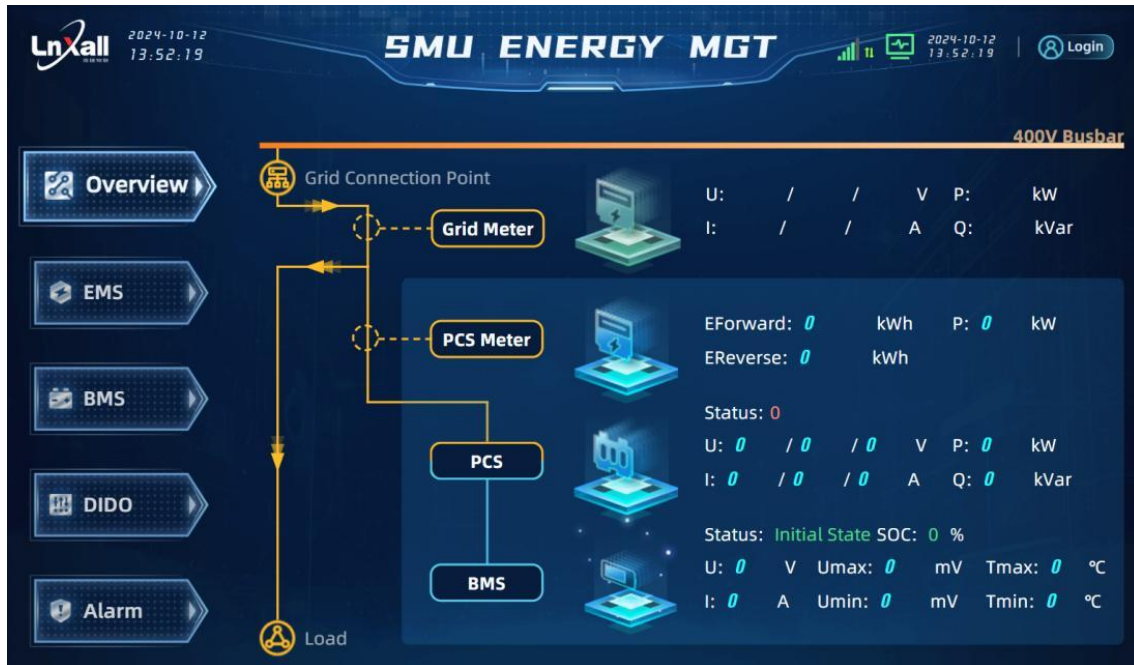 Lnxall 2024-10-12
13:52:19
SMU ENERGY MGT
2024-10-12
13:52:19
Login
400V Busbar
Overview
Grid Connection Point
Grid Meter
U: / / V P: kW
I: / / A Q: kVar
EMS
PCS Meter
EForward: 0 kWh P: 0 kW
EReverse: 0 kWh
BMS
PCS
Status: 0
U: 0 / 0 / 0 V P: 0 kW
I: 0 / 0 / 0 A Q: 0 kVar
DIDO
BMS
Status: Initial State SOC: 0 %
U: 0 V Umax: 0 mV Tmax: 0 ℃
I: 0 A Umin: 0 mV Tmin: 0 ℃
Alarm
Load